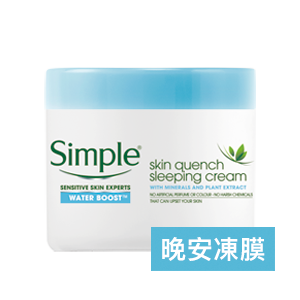 Simple®
SENSITIVE SKIN EXPERTS
WATER BOOST™
skin quench
sleeping cream
WITH MINERALS AND PLANT EXTRACT
NO ARTIFICIAL PERFUME OR COLOUR · NO HARSH CHEMICALS
THAT CAN UPSET YOUR SKIN
晚安凍膜